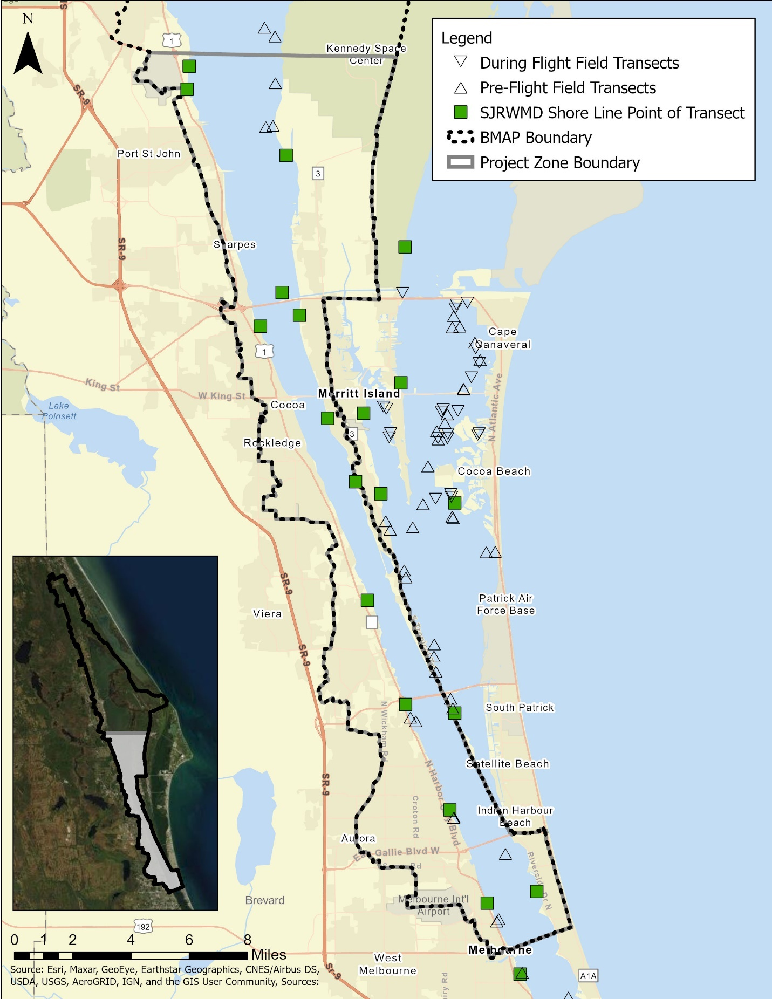 N
1
Kennedy Space
Center
Legend
During Flight Field Transects
Pre-Flight Field Transects
SJRWMD Shore Line Point of Transect
BMAP Boundary
Project Zone Boundary
SR-9
Port St John
3
SR-9
Sharpes
Cape
Canaveral
1
King St
W King St
Merritt Island
N Atlantic Ave
Lake
Poinsett
Cocoa
3
Rockledge
Cocoa Beach
SR-9
Patrick Air
Force Base
Viera
SR-9
South Patrick
N Wickham Rd
Satellite Beach
SR-9
Croton Rd
Indian Harbour
Beach
Aurora
Gallie Blvd W
Riverside Dr N
Brevard
Melbourne Int'l
Airport
192
0 1 2 4 6 8
Miles
Melbourne
West
Melbourne
Source: Esri, Maxar, GeoEye, Earthstar Geographics, CNES/Airbus DS,
USDA, USGS, AeroGRID, IGN, and the GIS User Community, Sources:
Sr-9
A1A